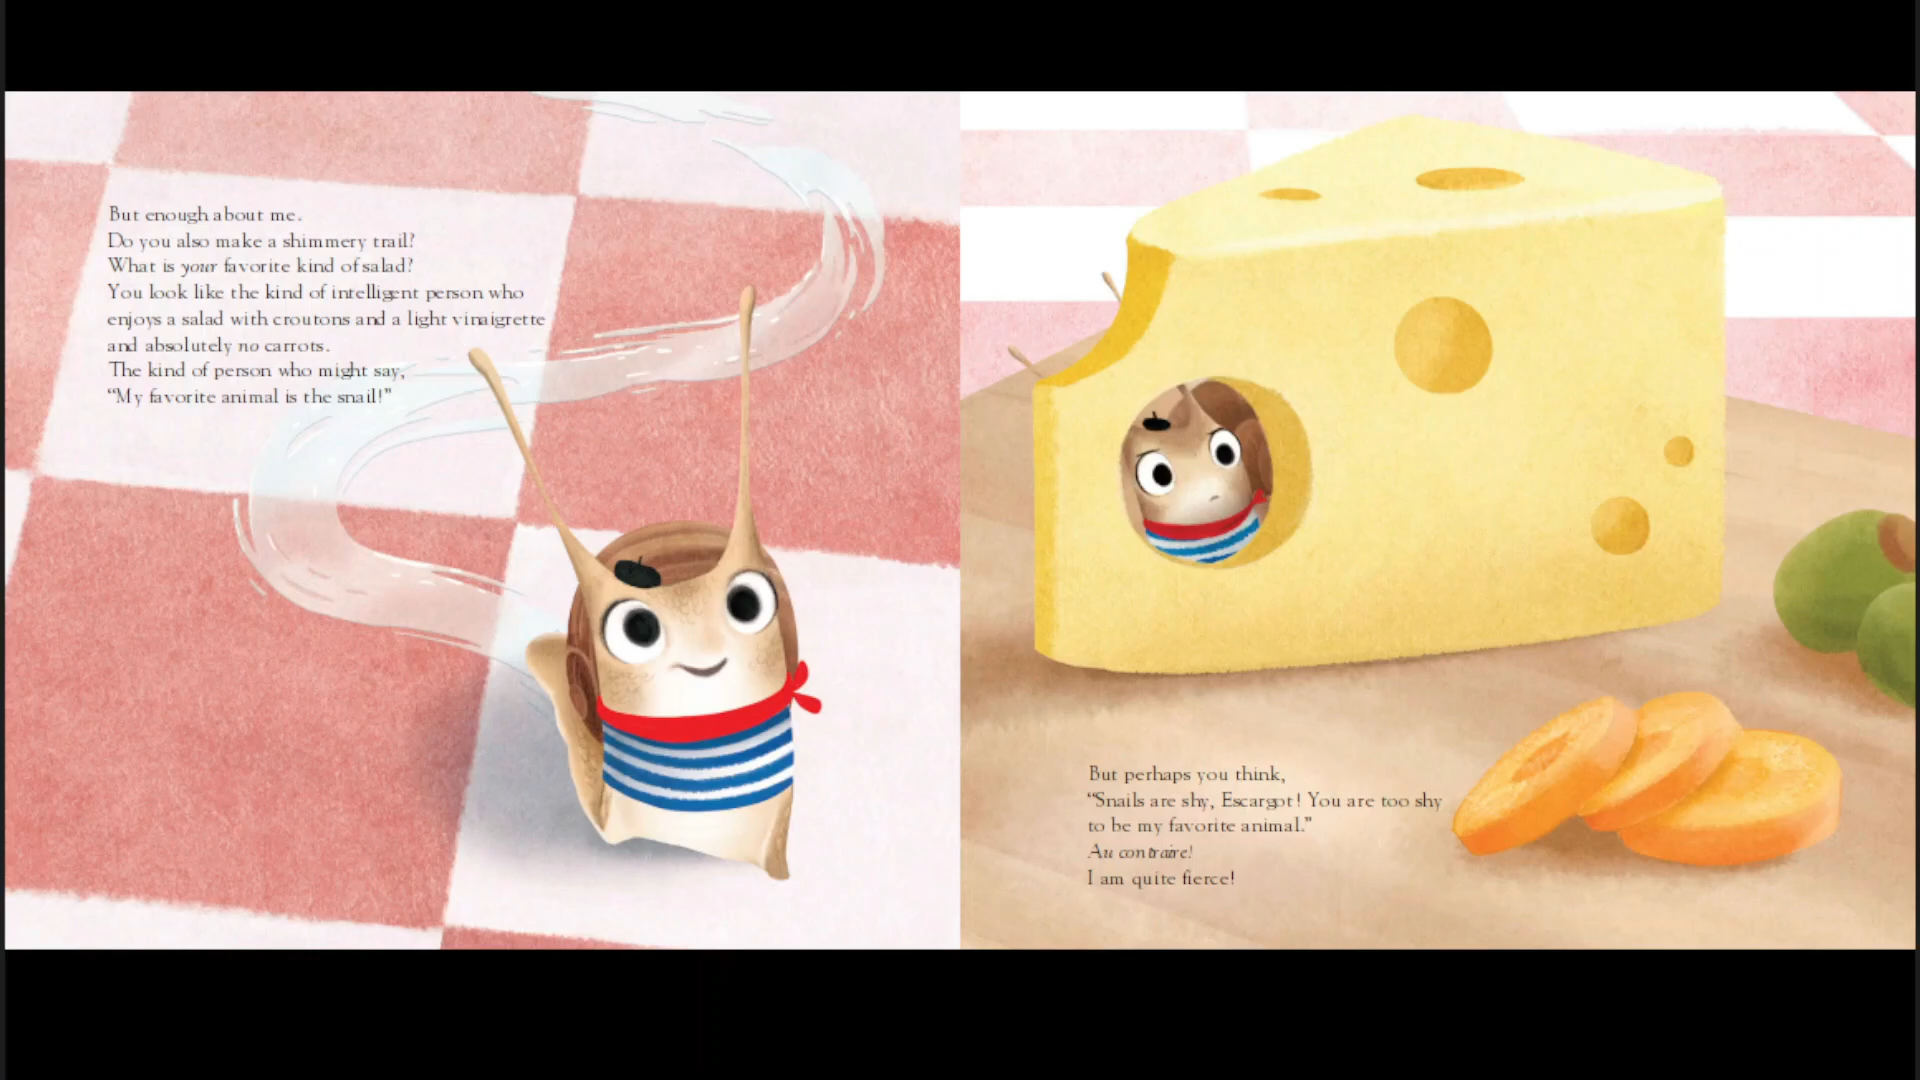 But enough about me.
Do you also make a shimmery trail?
What is your favorite kind of salad?
You look like the kind of intelligent person who
enjoys a salad with croutons and a light vinaigrette
and absolutely no carrots.
The kind of person who might say,
“My favorite animal is the snail!”
But perhaps you think,
“Snails are shy, Escargot! You are too shy
to be my favorite animal.”
Au contraire!
I am quite fierce!